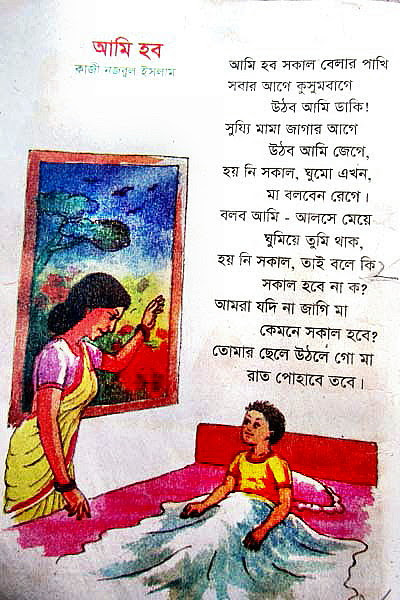 আমি হব
কাজী নজরুল ইসলাম
আমি হব সকাল বেলার পাখি
সবার আগে কুসুমবাগে
উঠব আমি ডাকি!
সুয্যি মামা জাগার আগে
উঠব আমি জেগে,
হয় নি সকাল, ঘুমো এখন,
মা বলবেন রেগে।
বলব আমি - আলসে মেয়ে
ঘুমিয়ে তুমি থাক,
হয় নি সকাল, তাই বলে কি
সকাল হবে না ক?
আমরা যদি না জাগি মা
কেমনে সকাল হবে?
তোমার ছেলে উঠলে গো মা
রাত পোহাবে তবে।